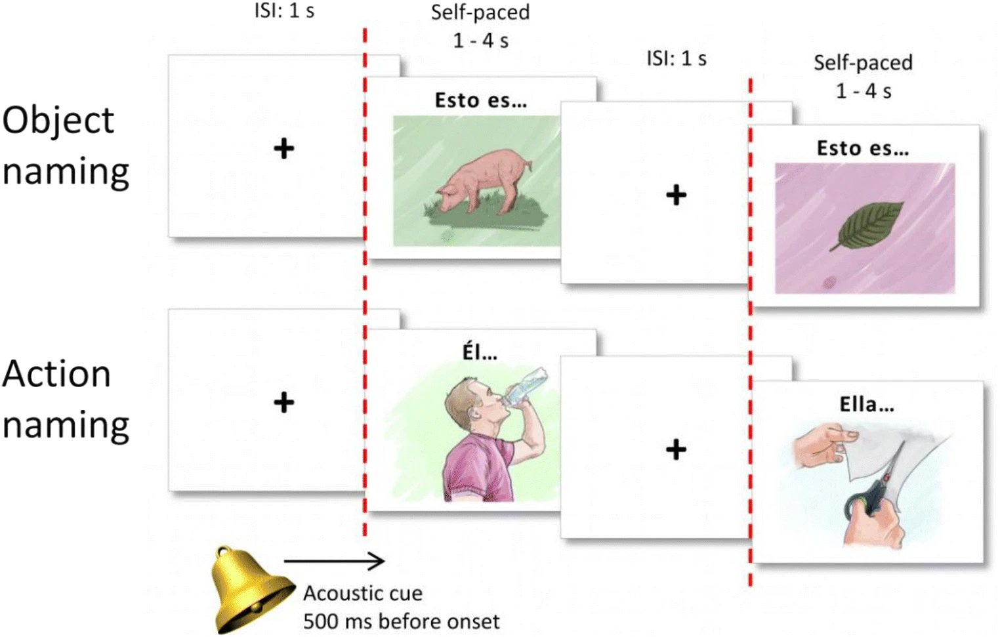 ISI: 1 s
Self-paced
1 - 4 s
ISI: 1 s
Self-paced
1 - 4 s
Object
naming
Esto es...
Esto es...
Action
naming
Él...
Ella...
Acoustic cue
500 ms before onset